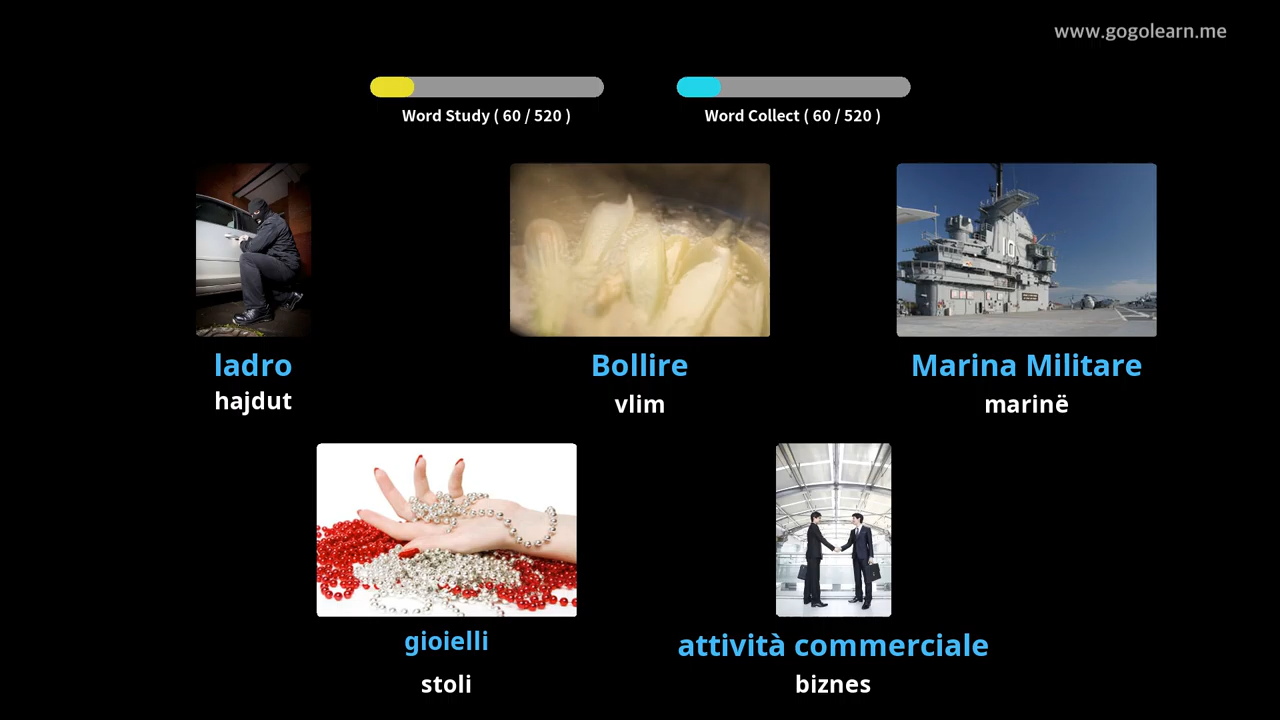 www.gogolearn.me
Word Study ( 60 / 520 )
Word Collect ( 60 / 520 )
ladro
hajdut
Bollire
vlim
10
Marina Militare
marinë
gioielli
stoli
attività commerciale
biznes